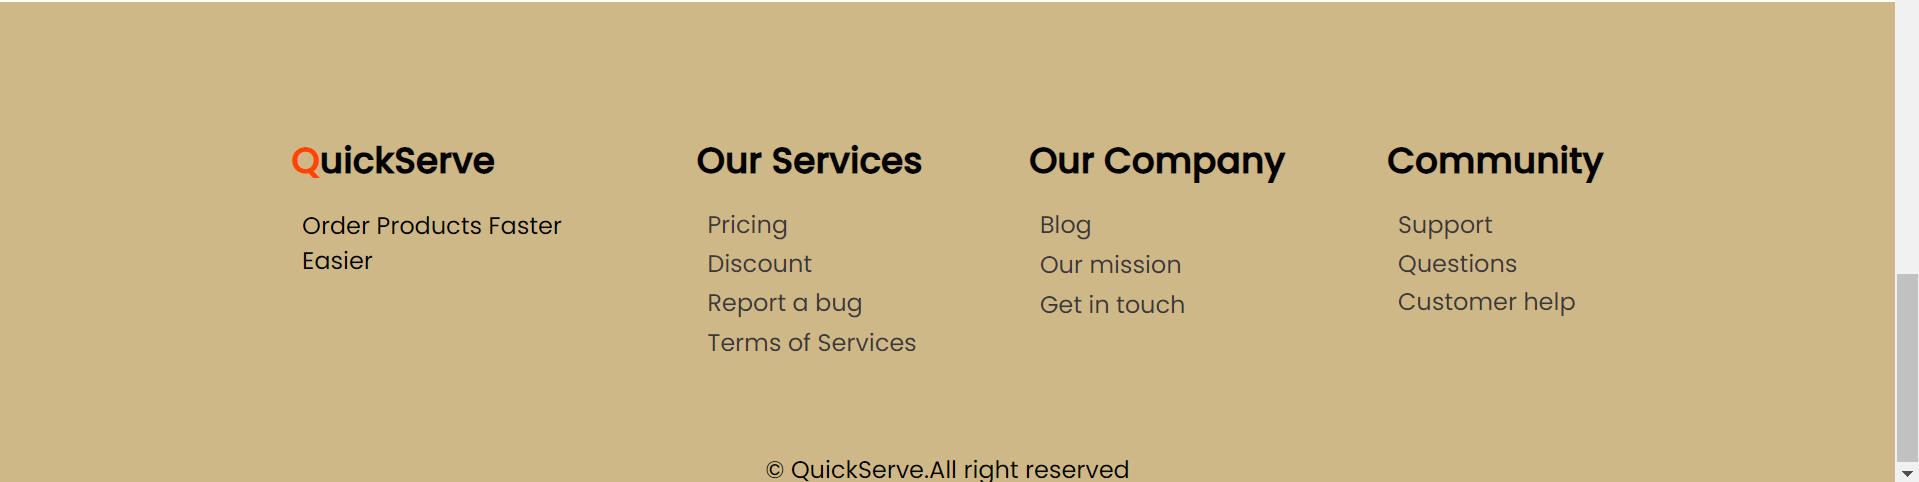 QuickServe
Order Products Faster
Easier
Our Services
Pricing
Discount
Report a bug
Terms of Services
Our Company
Blog
Our mission
Get in touch
Community
Support
Questions
Customer help
© QuickServe.All right reserved